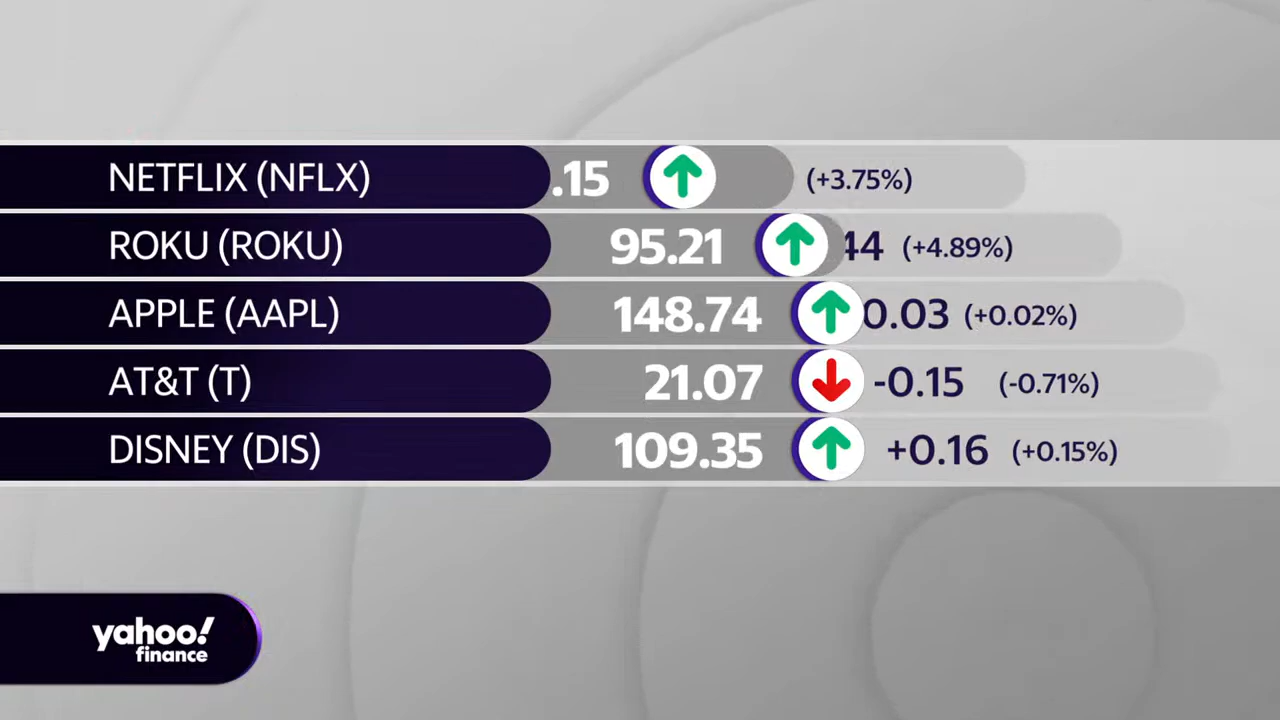 NETFLIX (NFLX) .15 (+3.75%)
ROKU (ROKU) 95.21 44 (+4.89%)
APPLE (AAPL) 148.74 0.03 (+0.02%)
AT&T (T) 21.07 -0.15 (-0.71%)
DISNEY (DIS) 109.35 +0.16 (+0.15%)
yahoo!
finance